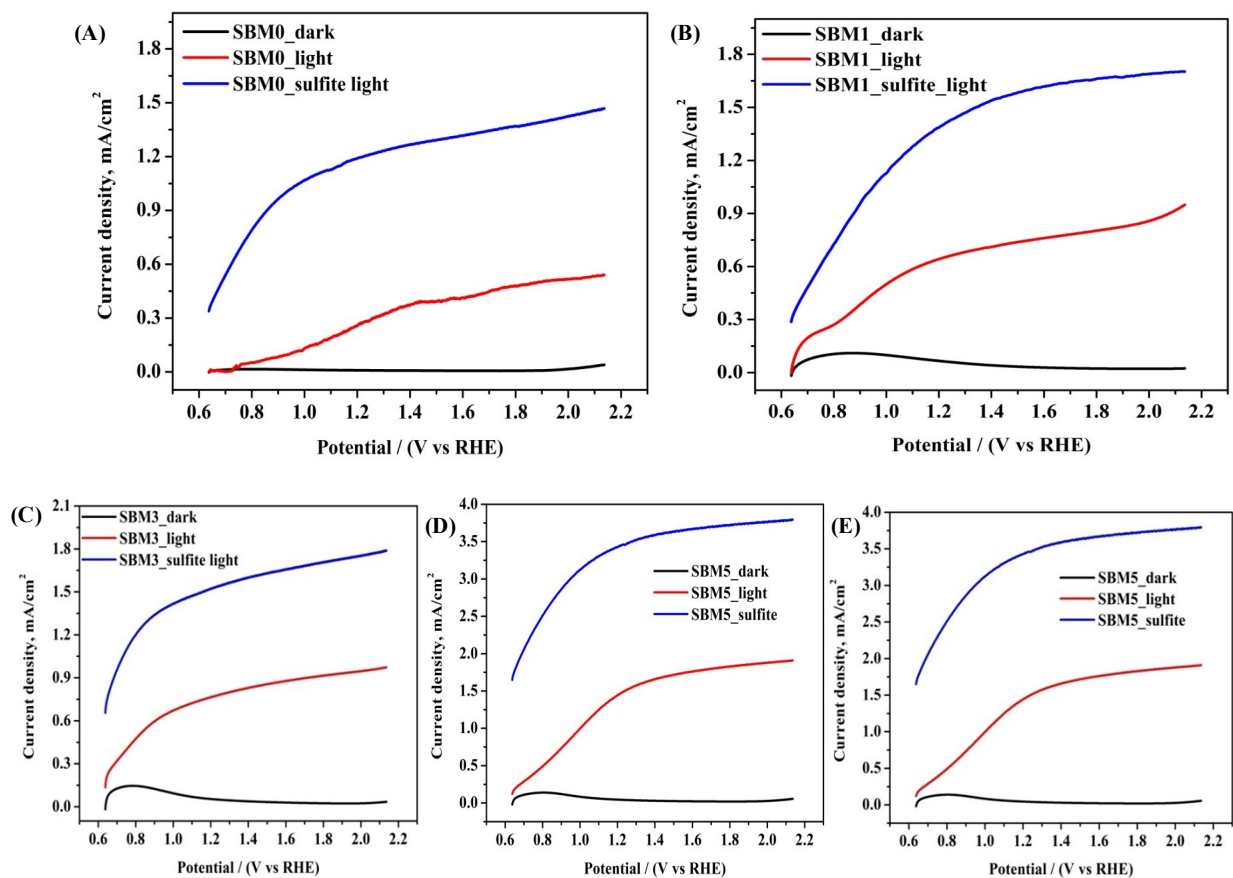 (A)
SBM0_dark
SBM0_light
SBM0_sulfite light
Current density, mA/cm²
1.8
1.5
1.2
0.9
0.6
0.3
0.0
0.6 0.8 1.0 1.2 1.4 1.6 1.8 2.0 2.2
Potential / (V vs RHE)
(B)
SBM1_dark
SBM1_light
SBM1_sulfite_light
Current density, mA/cm²
1.8
1.5
1.2
0.9
0.6
0.3
0.0
0.6 0.8 1.0 1.2 1.4 1.6 1.8 2.0 2.2
Potential / (V vs RHE)
(C)
SBM3_dark
SBM3_light
SBM3_sulfite light
Current density, mA/cm²
2.1
1.8
1.5
1.2
0.9
0.6
0.3
0.0
0.6 0.8 1.0 1.2 1.4 1.6 1.8 2.0 2.2
Potential / (V vs RHE)
(D)
SBM5_dark
SBM5_light
SBM5_sulfite
Current density, mA/cm²
4.0
3.5
3.0
2.5
2.0
1.5
1.0
0.5
0.0
0.6 0.8 1.0 1.2 1.4 1.6 1.8 2.0 2.2
Potential / (V vs RHE)
(E)
SBM5_dark
SBM5_light
SBM5_sulfite
Current density, mA/cm²
4.0
3.5
3.0
2.5
2.0
1.5
1.0
0.5
0.0
0.6 0.8 1.0 1.2 1.4 1.6 1.8 2.0 2.2
Potential / (V vs RHE)